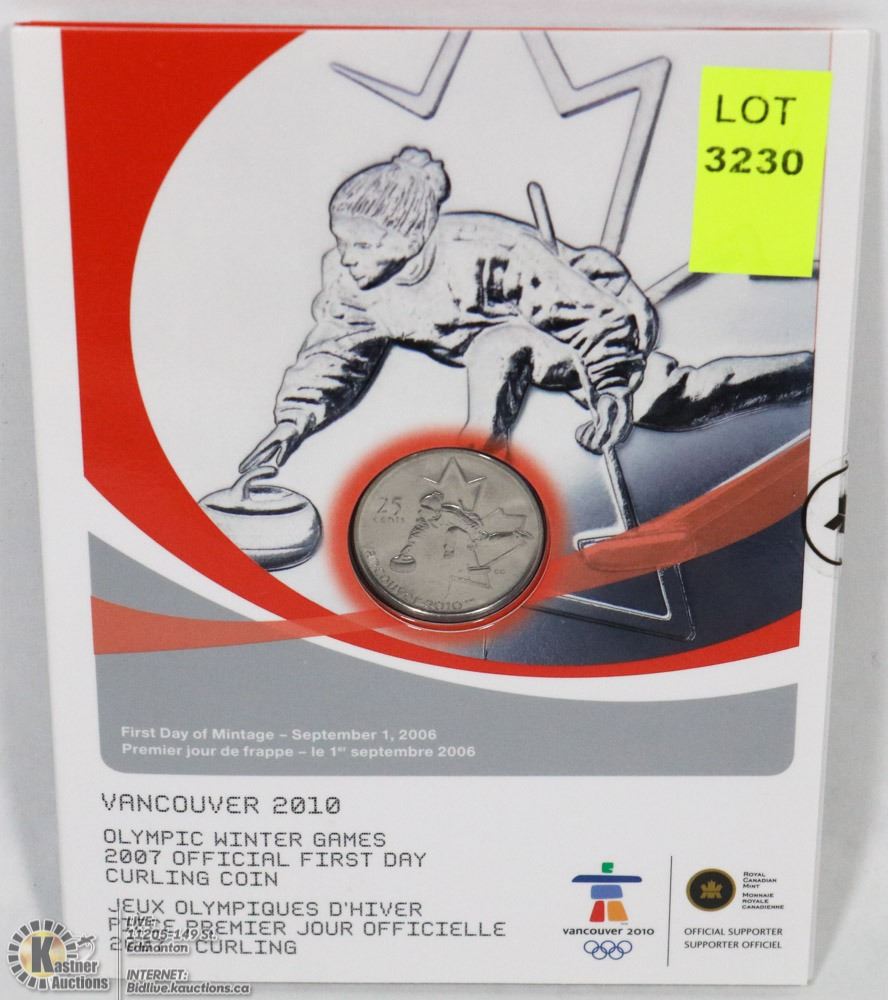 LOT
3230
25
cents
VANCOUVER 2010
First Day of Mintage – September 1, 2006
Premier jour de frappe – le 1er septembre 2006
VANCOUVER 2010
OLYMPIC WINTER GAMES
2007 OFFICIAL FIRST DAY
CURLING COIN
JEUX OLYMPIQUES D'HIVER
PREMIER JOUR OFFICIELLE
CURLING
vancouver 2010
ROYAL
CANADIAN
MINT
MONNAIE
ROYALE
CANADIENNE
OFFICIAL SUPPORTER
SUPPORTER OFFICIEL
K
Kastner
Auctions
LIVE:
11205-149 St.
Edmonton
INTERNET:
Bidlive.kauctions.ca